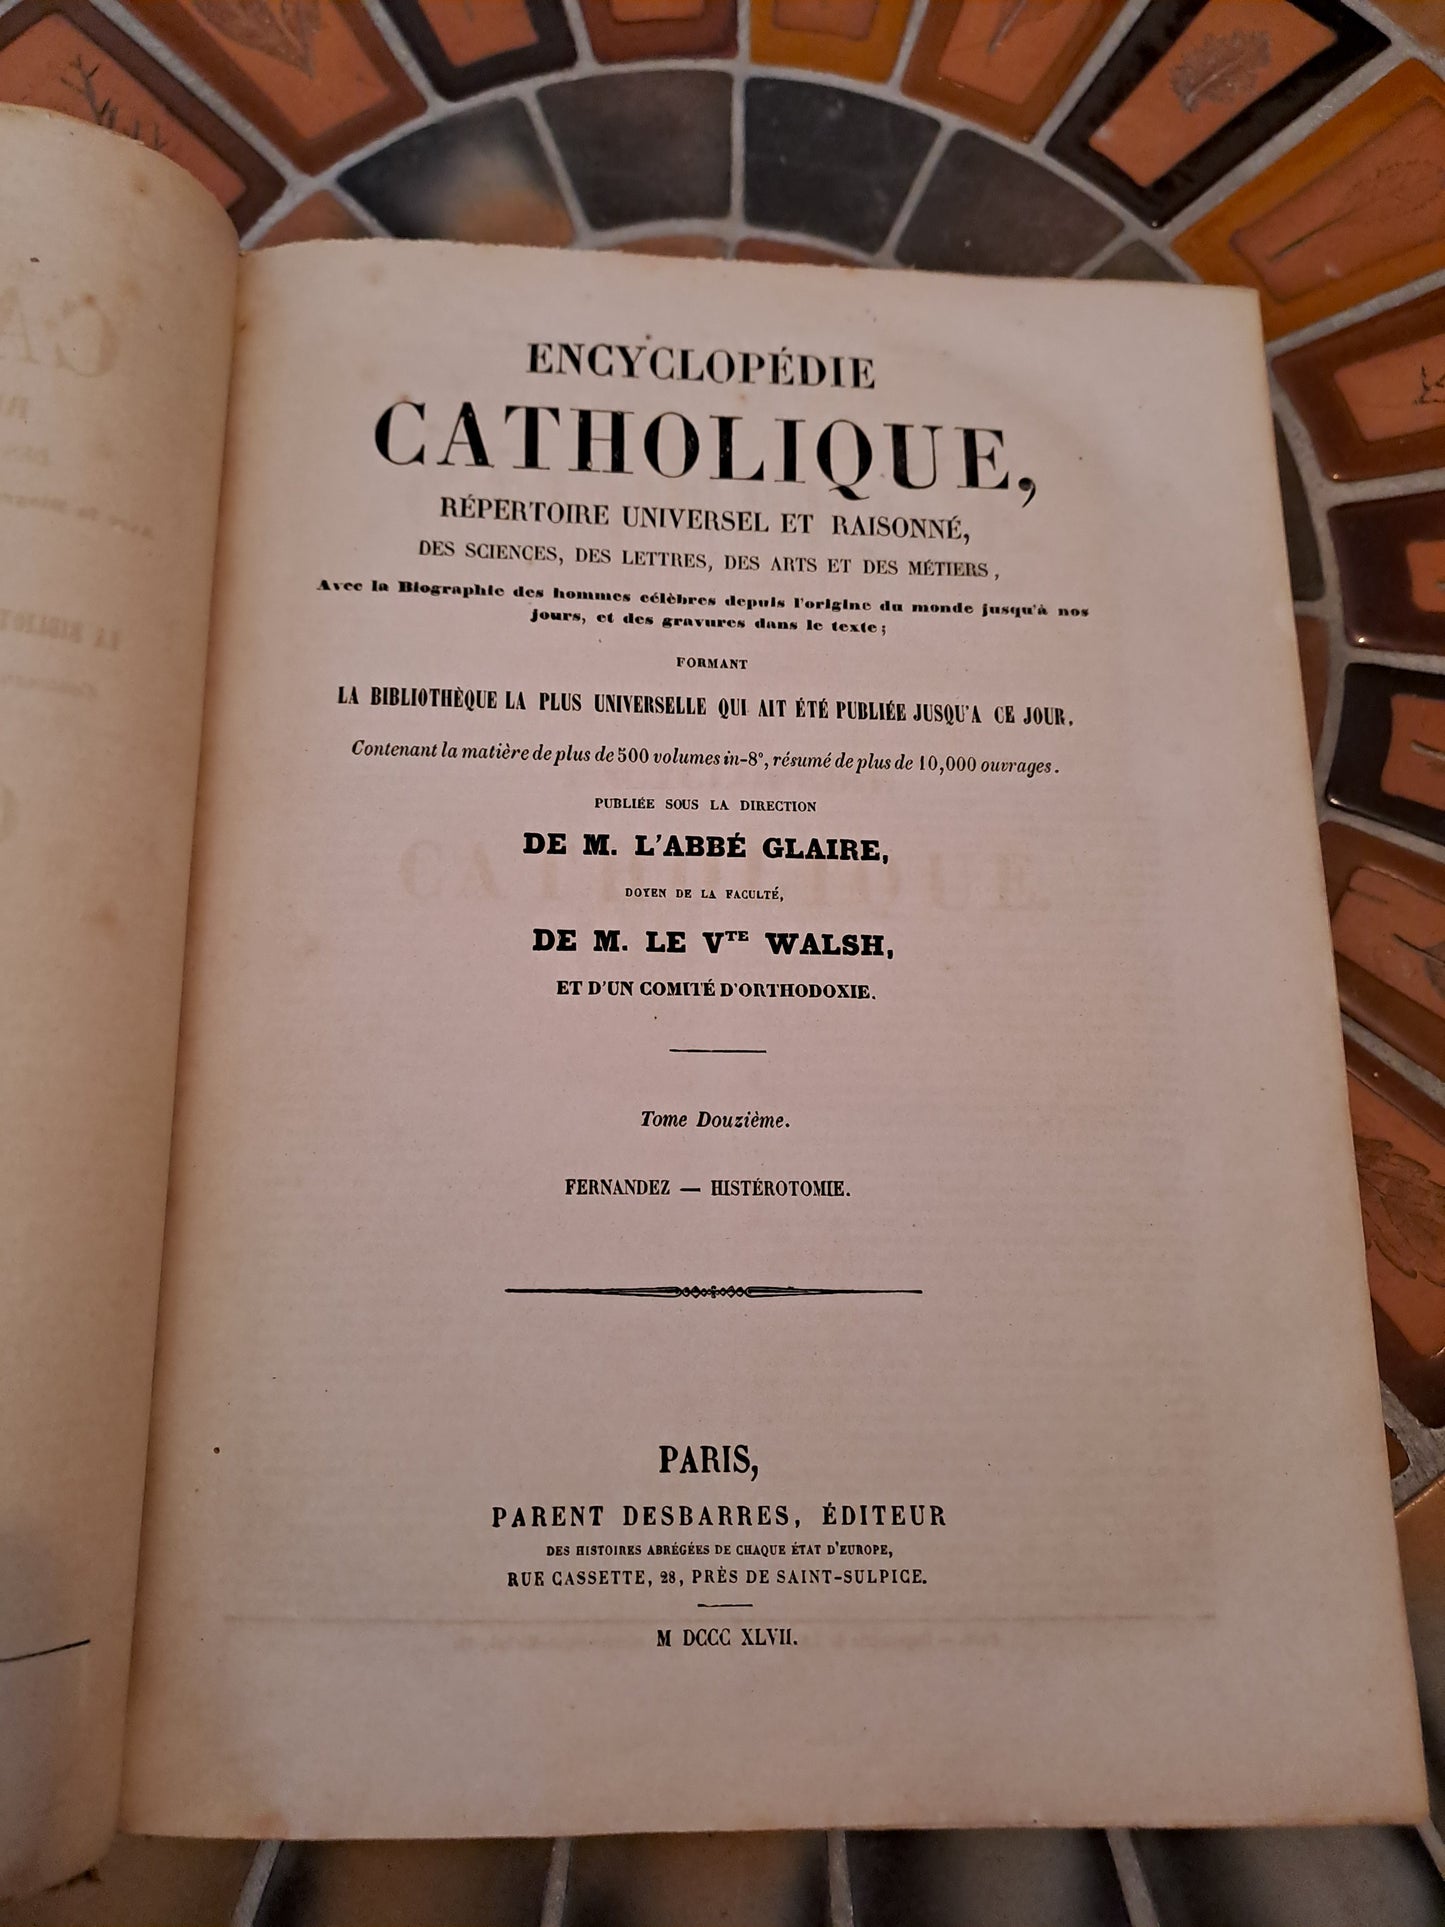 ENCYCLOPÉDIE
CATHOLIQUE,
RÉPERTOIRE UNIVERSEL ET RAISONNÉ,
DES SCIENCES, DES LETTRES, DES ARTS ET DES MÉTIERS,
Avec la Biographie des hommes célèbres depuis l'origine du monde jusqu'à nos
jours, et des gravures dans le texte;
FORMANT
LA BIBLIOTHÈQUE LA PLUS UNIVERSELLE QUI AIT ÉTÉ PUBLIÉE JUSQU'A CE JOUR.
Contenant la matière de plus de 500 volumes in-8°, résumé de plus de 10,000 ouvrages.
PUBLIÉE SOUS LA DIRECTION
DE M. L'ABBÉ GLAIRE,
DOYEN DE LA FACULTÉ,
DE M. LE VTE WALSH,
ET D'UN COMITÉ D'ORTHODOXIE.
Tome Douzième.
FERNANDEZ — HISTÉROTOMIE.
PARIS,
PARENT DESBARRES, ÉDITEUR
DES HISTOIRES ABRÉGÉES DE CHAQUE ÉTAT D'EUROPE,
RUE CASSETTE, 28, PRÈS DE SAINT-SULPICE.
M DCCC XLVII.